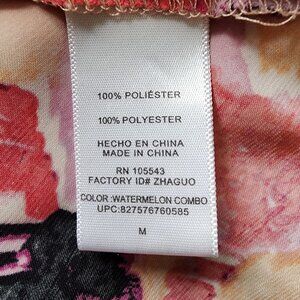 100% POLIÉSTER
100% POLYESTER
HECHO EN CHINA
MADE IN CHINA
RN 105543
FACTORY ID# ZHAGUO
COLOR :WATERMELON COMBO
UPC:827576760585
M